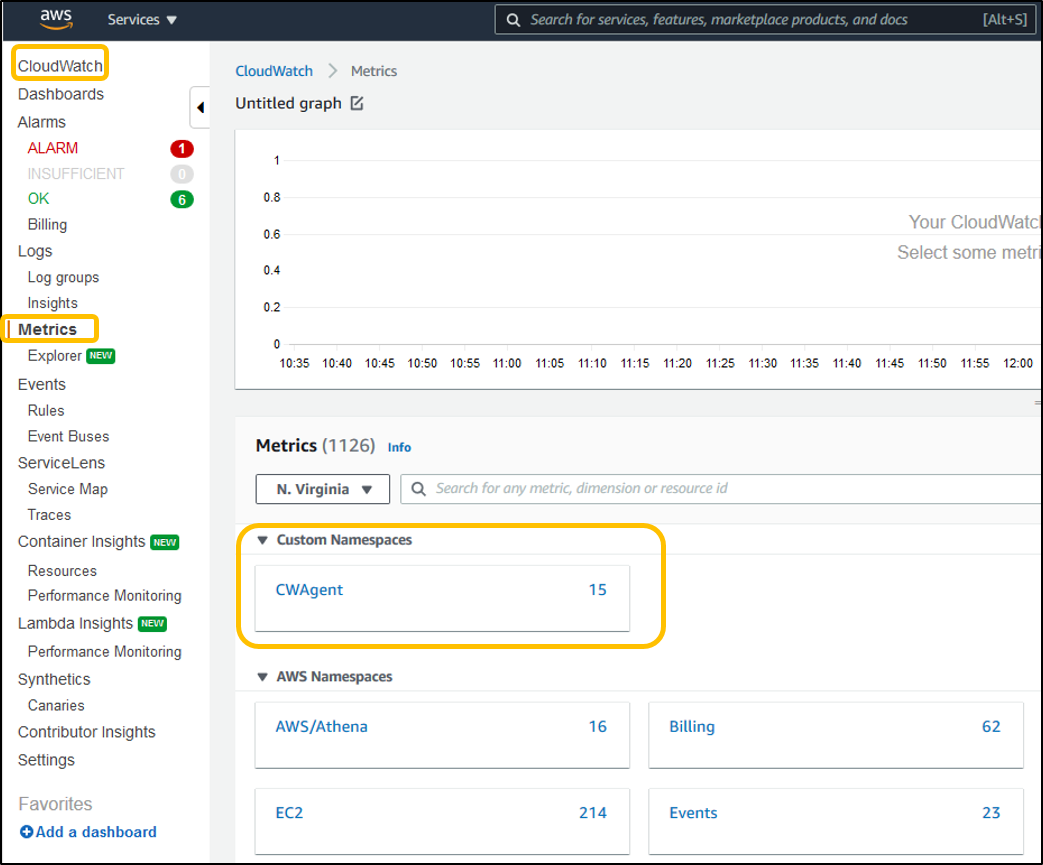 aws
Services
Search for services, features, marketplace products, and docs [Alt+S]
CloudWatch
Dashboards
Alarms
ALARM 1
INSUFFICIENT 0
OK 6
Billing
Logs
Log groups
Insights
Metrics
Explorer NEW
Events
Rules
Event Buses
ServiceLens
Service Map
Traces
Container Insights NEW
Resources
Performance Monitoring
Lambda Insights NEW
Performance Monitoring
Synthetics
Canaries
Contributor Insights
Settings
Favorites
Add a dashboard
CloudWatch Metrics
Untitled graph
1
0.8
0.6
0.4
0.2
0
Your CloudWatc
Select some metri
10:35 10:40 10:45 10:50 10:55 11:00 11:05 11:10 11:15 11:20 11:25 11:30 11:35 11:40 11:45 11:50 11:55 12:00
Metrics (1126) Info
N. Virginia
Search for any metric, dimension or resource id
Custom Namespaces
CWAgent 15
AWS Namespaces
AWS/Athena 16
Billing 62
EC2 214
Events 23